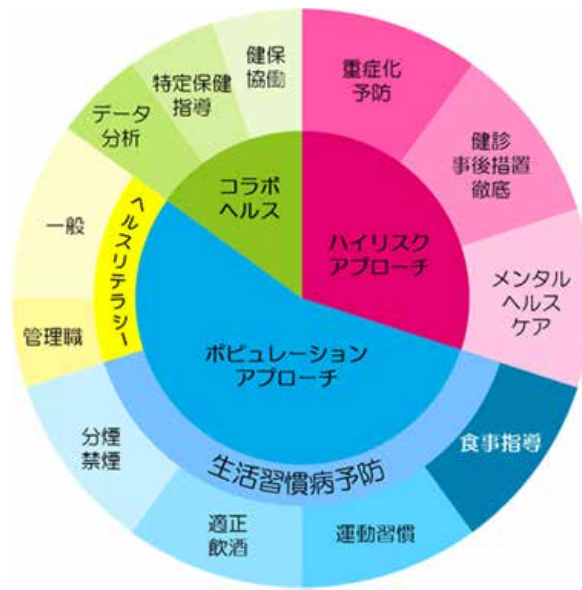 健保
協働
特定保健
指導
データ
分析
重症化
予防
健診
事後措置
徹底
コラボ
ヘルス
ハイリスク
アプローチ
ヘルスリテラシー
一般
管理職
メンタル
ヘルス
ケア
ポピュレーション
アプローチ
分煙
禁煙
生活習慣病予防
食事指導
適正
飲酒
運動習慣